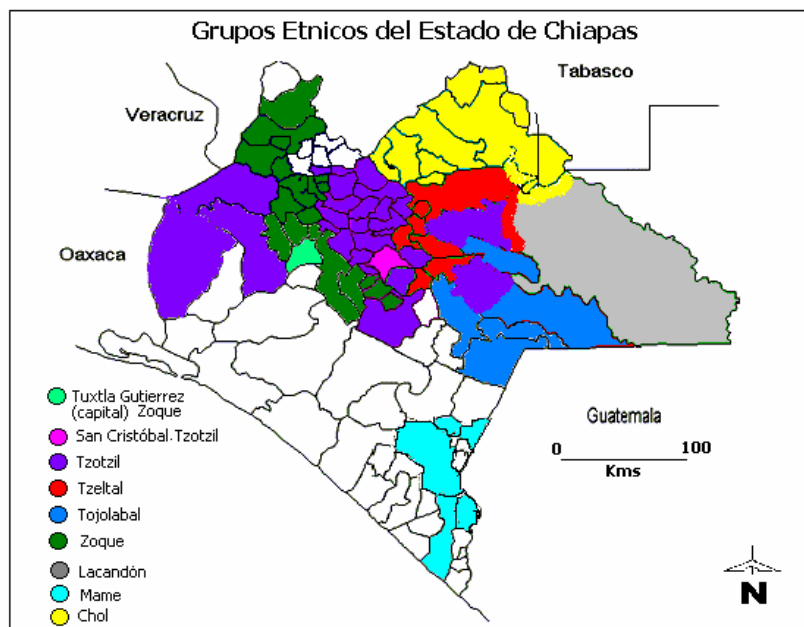 Grupos Etnicos del Estado de Chiapas
Tabasco
Veracruz
Oaxaca
Guatemala
0 100
Kms
N
Tuxtla Gutierrez
(capital) Zoque
San Cristóbal.Tzotzil
Tzotzil
Tzeltal
Tojolabal
Zoque
Lacandón
Mame
Chol